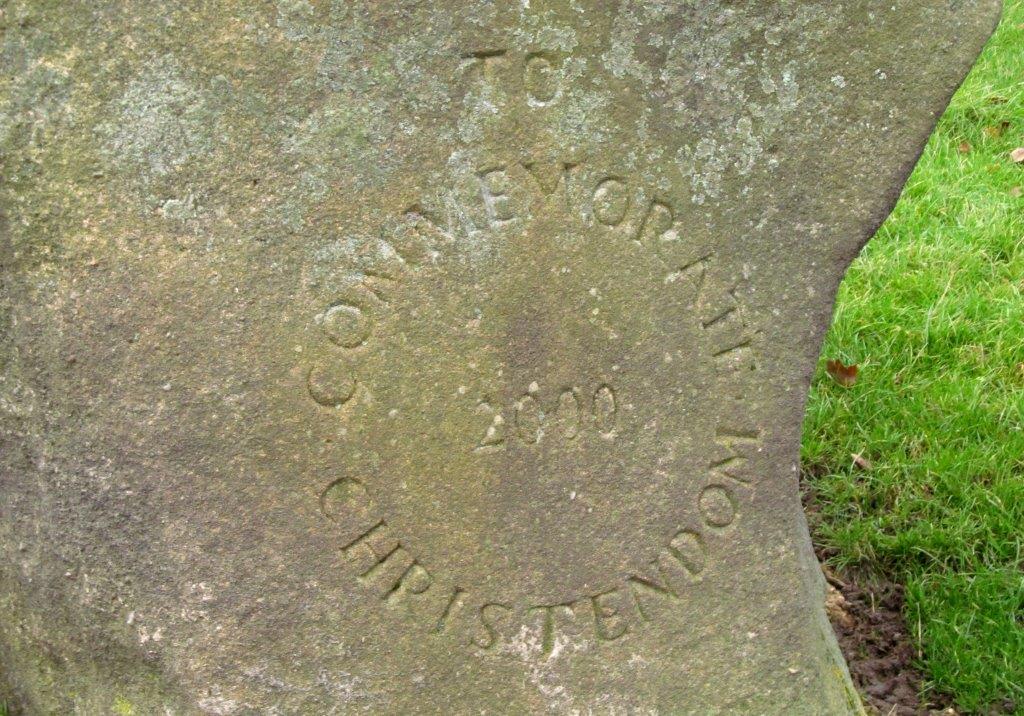 TO
COMMEMORATE
2000
CHRISTENDOM